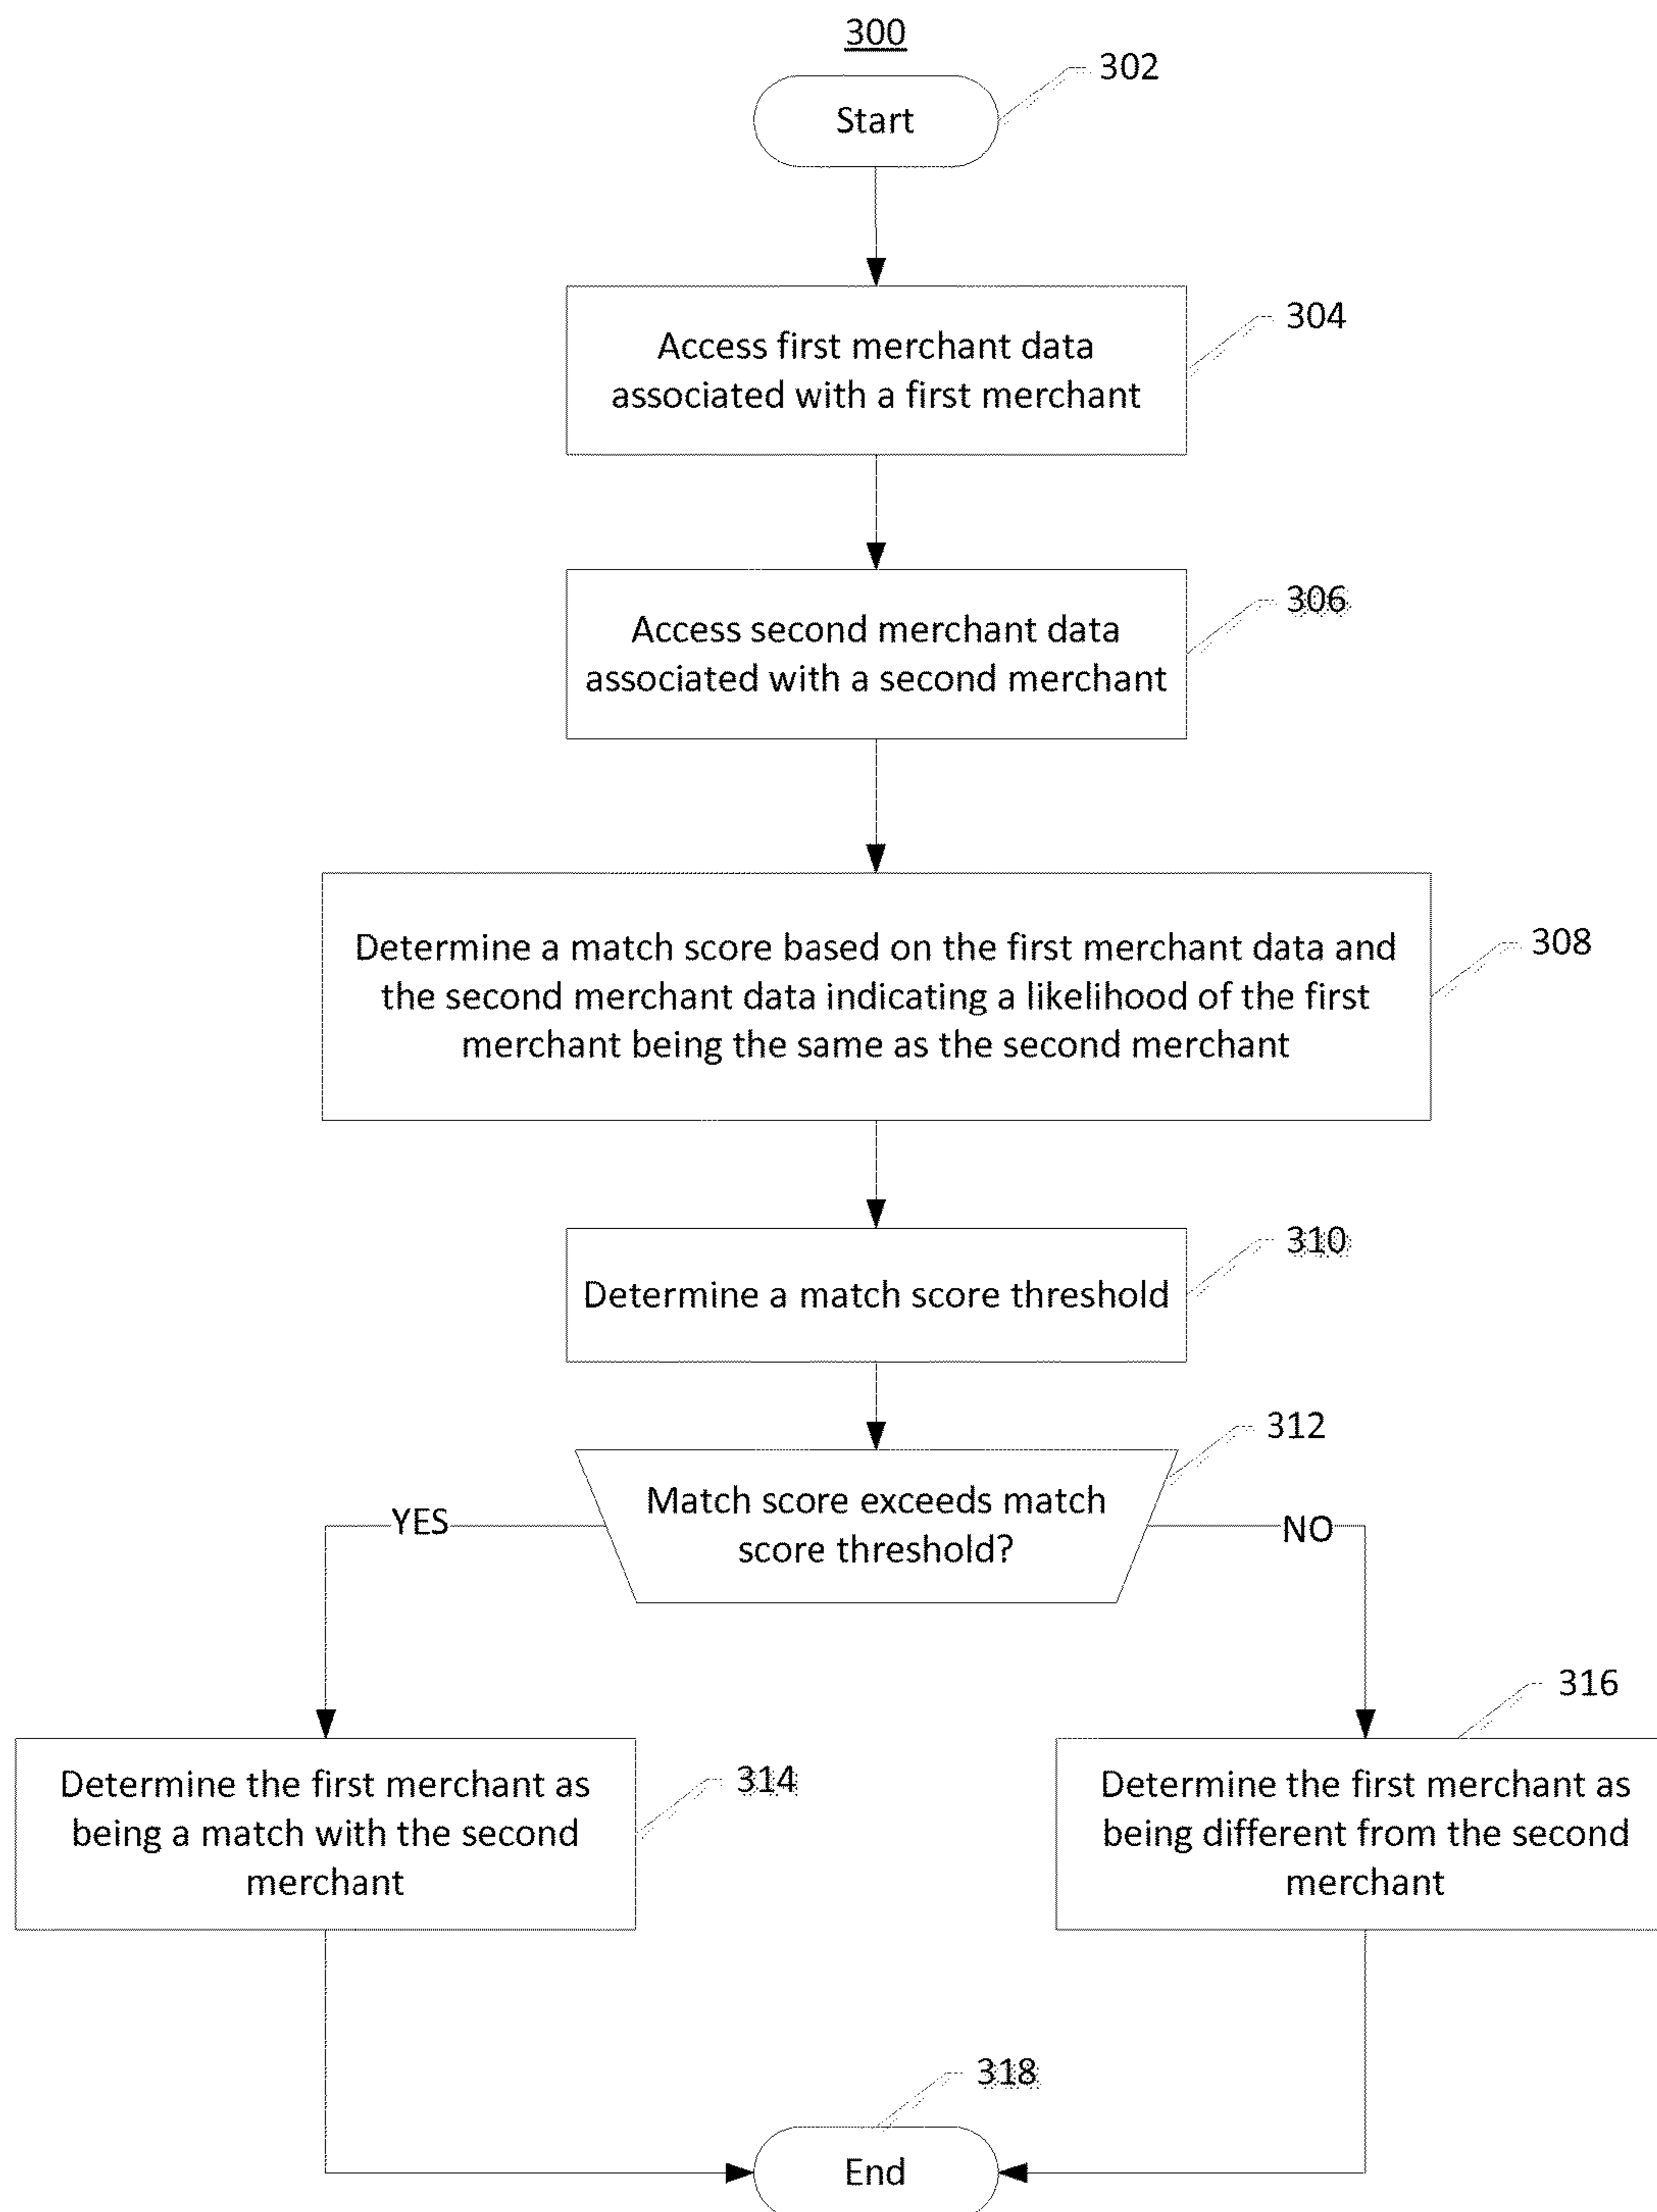 300
302
Start
304
Access first merchant data
associated with a first merchant
306
Access second merchant data
associated with a second merchant
308
Determine a match score based on the first merchant data and
the second merchant data indicating a likelihood of the first
merchant being the same as the second merchant
310
Determine a match score threshold
312
Match score exceeds match
score threshold?
YES
NO
316
Determine the first merchant as
being a match with the second
merchant
314
Determine the first merchant as
being different from the second
merchant
318
End